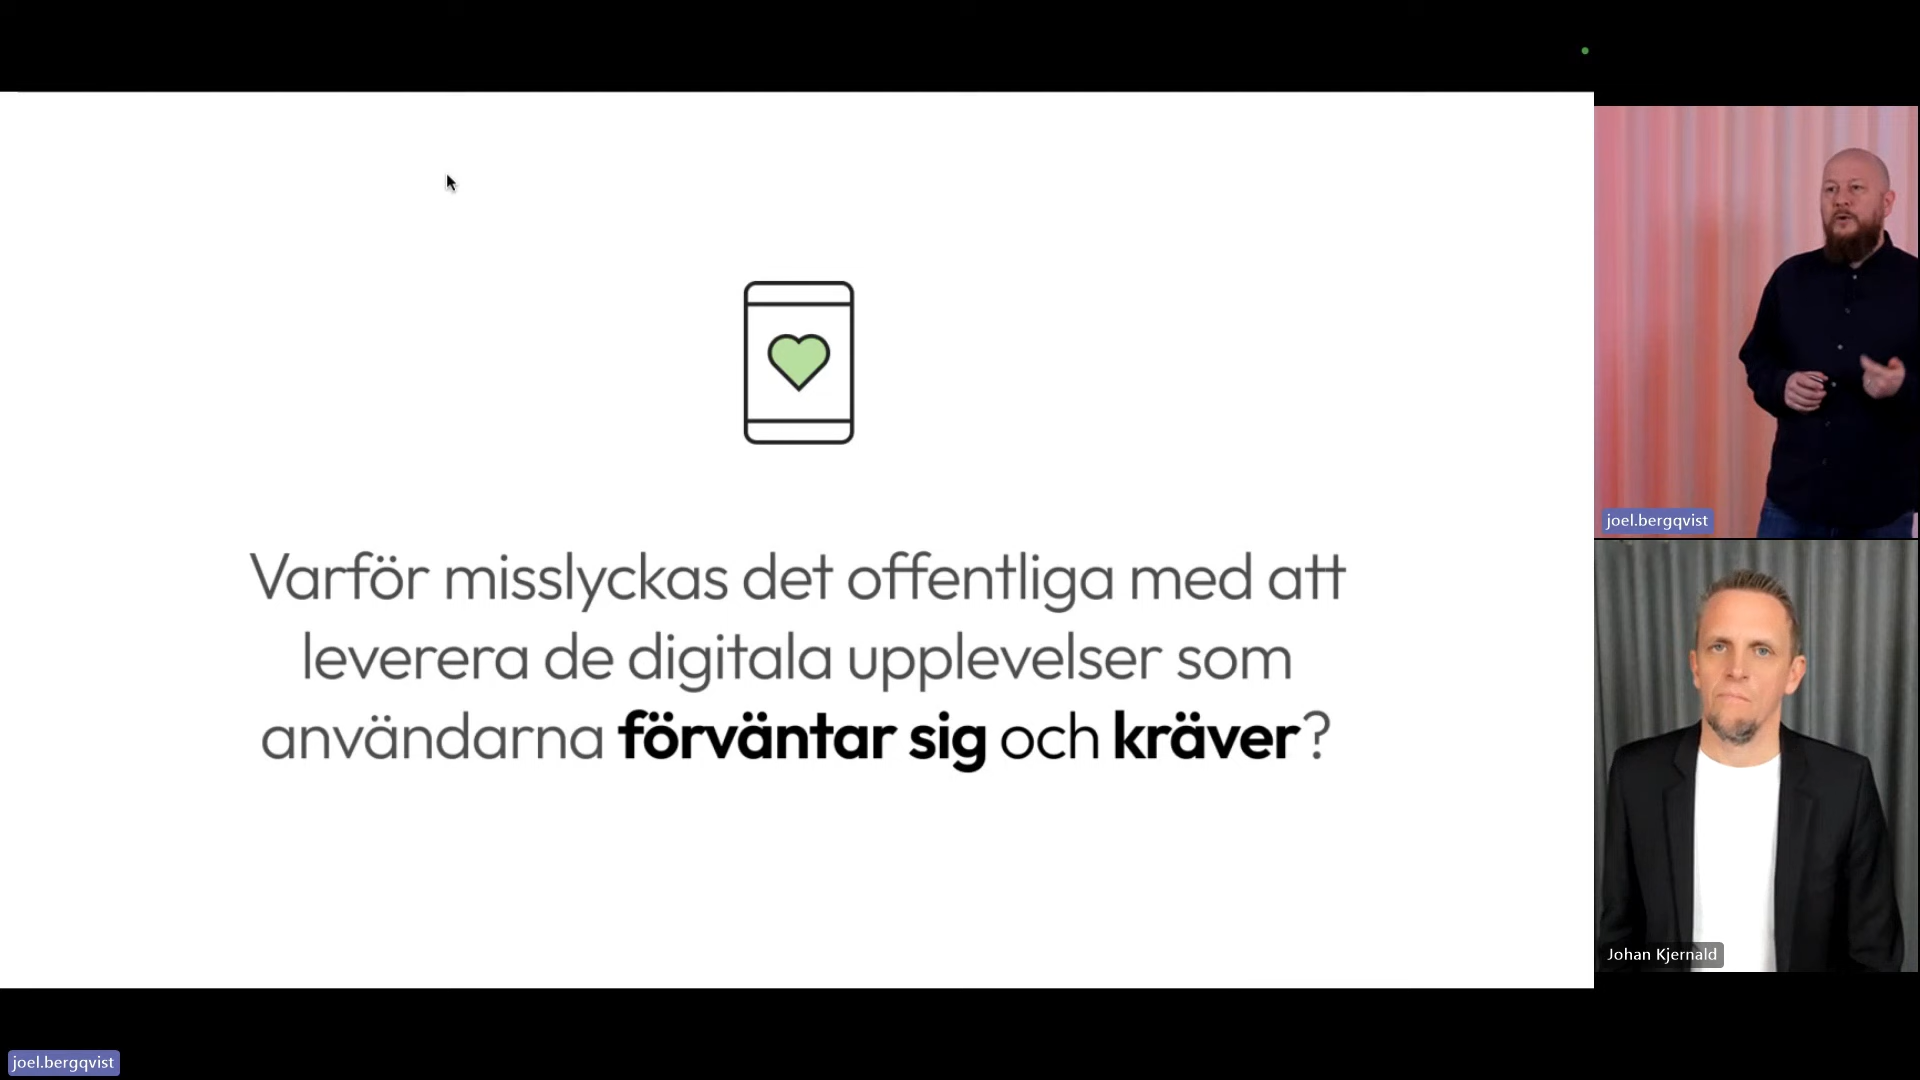 Varför misslyckas det offentliga med att
leverera de digitala upplevelser som
användarna förväntar sig och kräver?
joel.bergqvist
Johan Kjernald
joel.bergqvist